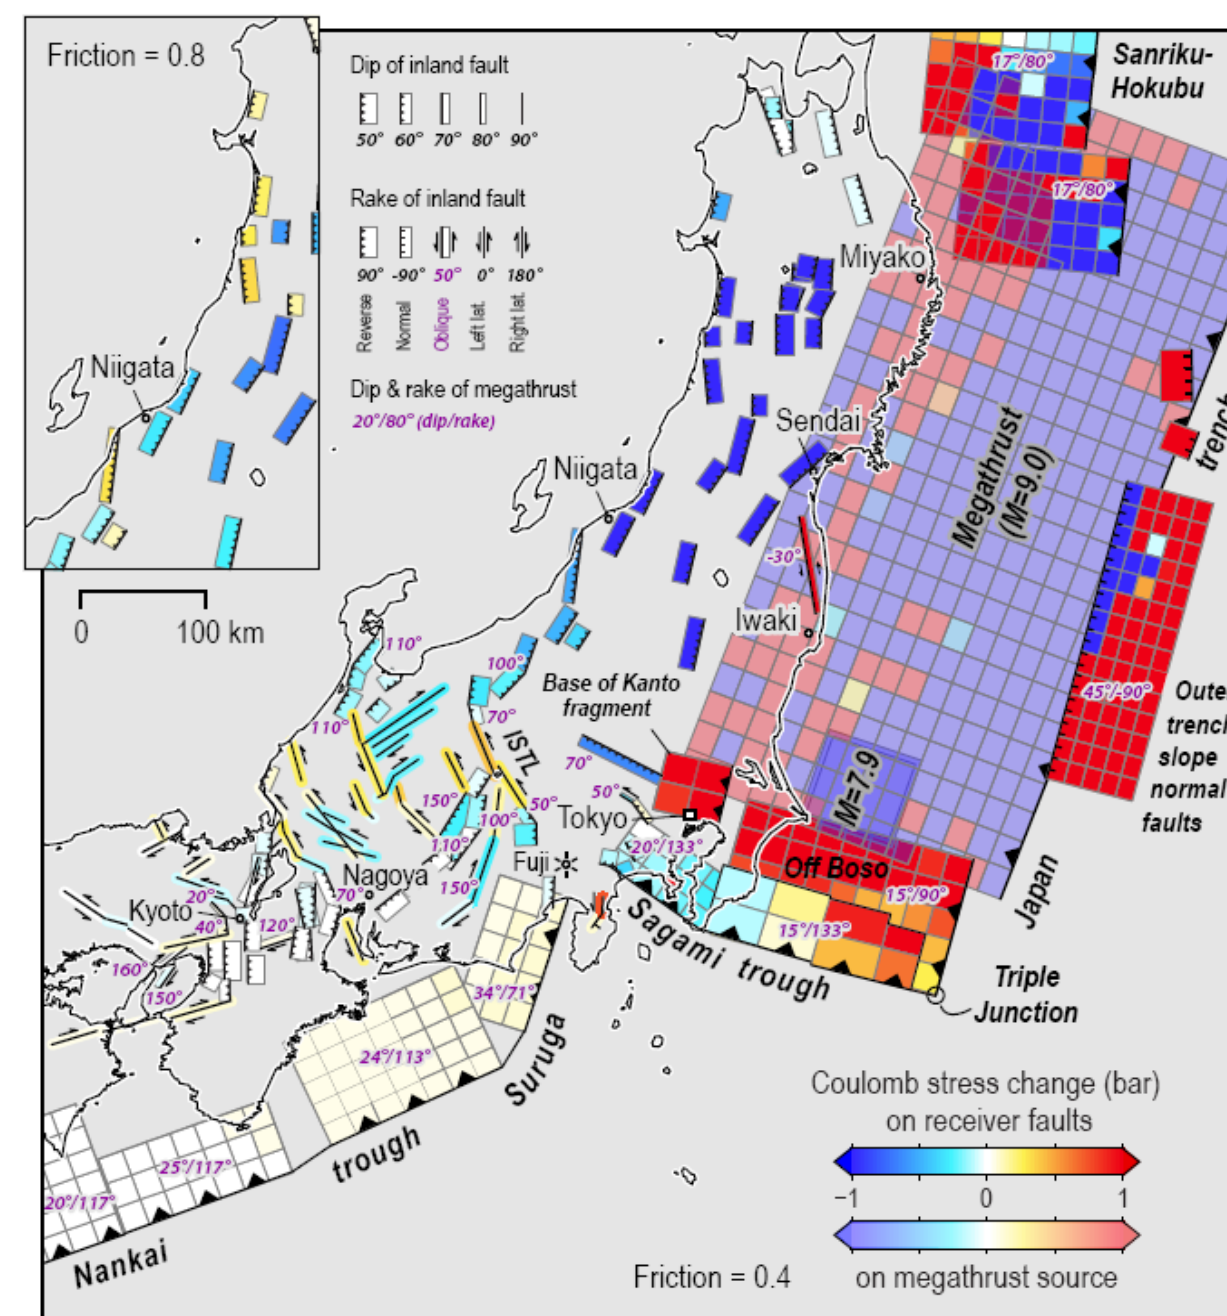 Friction = 0.8
Niigata
Dip of inland fault
50° 60° 70° 80° 90°
Rake of inland fault
90° -90° 50° 0° 180°
Reverse
Normal
Oblique
Left lat.
Right lat.
Dip & rake of megathrust
20°/80° (dip/rake)
Sanriku-
Hokubu
17°/80°
17°/80°
Miyako
Sendai
Niigata
Megathrust
(M=9.0)
trench
-30°
Iwaki
0 100 km
110°
100°
Base of Kanto
fragment
110°
70°
ISTL
70°
45°/-90°
Oute
trench
slope
normal
faults
M=7.9
50°
150°
50°
100°
Tokyo
110°
20°/133°
Fuji
Off Boso
15°/90°
Japan
Nagoya
70°
150°
20°
Kyoto
40°
120°
Sagami trough
15°/133°
160°
150°
34°/71°
Triple
Junction
24°/113°
Suruga
trough
25°/117°
20°/117°
Nankai
Coulomb stress change (bar)
on receiver faults
−1 0 1
on megathrust source
Friction = 0.4